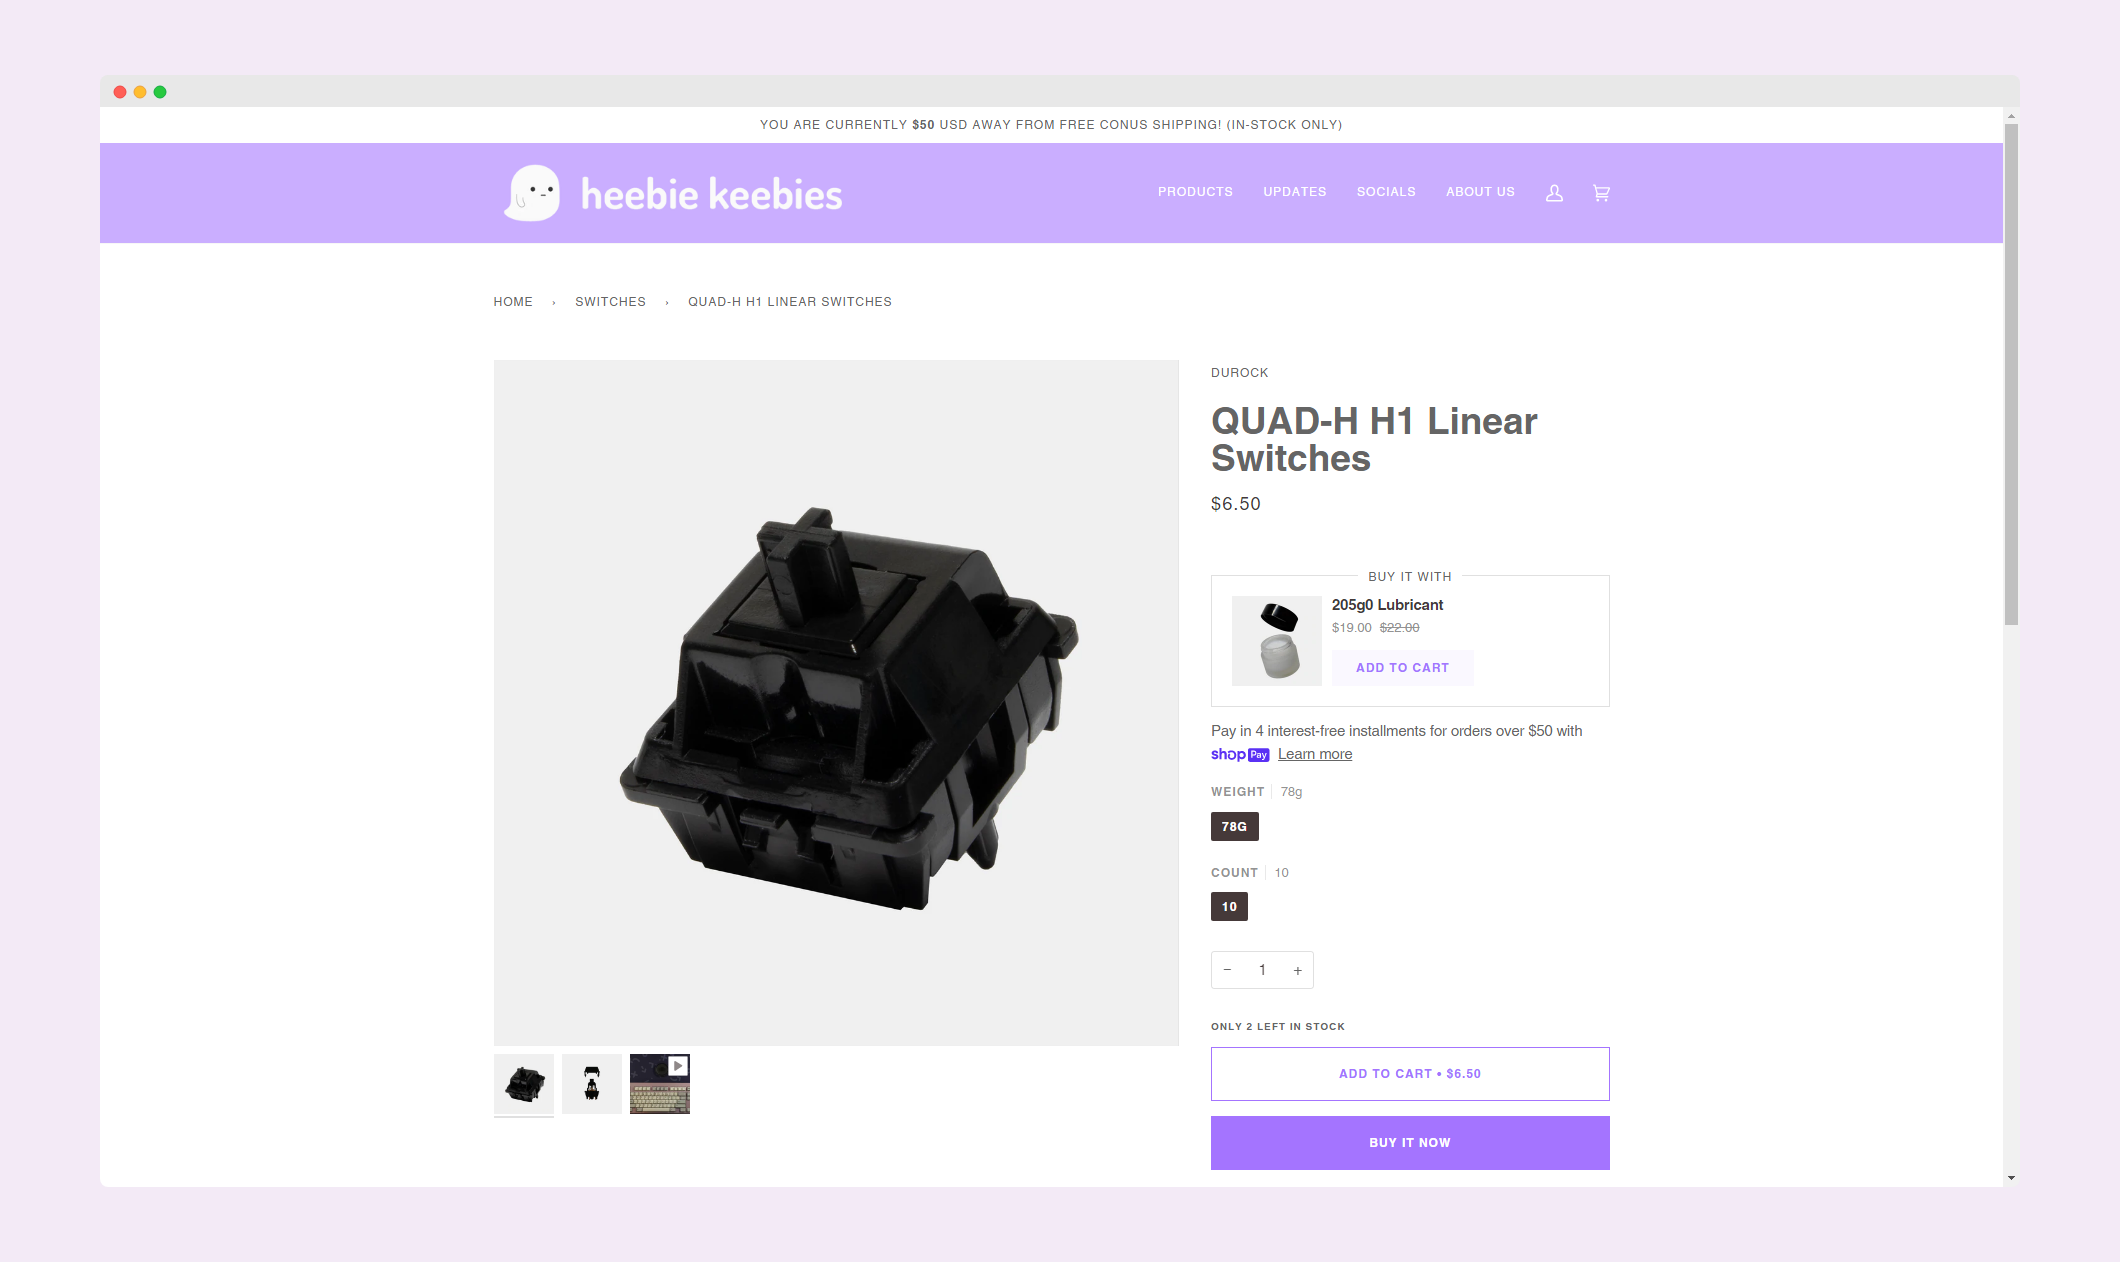 YOU ARE CURRENTLY $50 USD AWAY FROM FREE CONUS SHIPPING! (IN-STOCK ONLY)
heebie keebies
PRODUCTS UPDATES SOCIALS ABOUT US
HOME › SWITCHES › QUAD-H H1 LINEAR SWITCHES
DUROCK
QUAD-H H1 Linear
Switches
$6.50
BUY IT WITH
205g0 Lubricant
$19.00 $22.00
ADD TO CART
Pay in 4 interest-free installments for orders over $50 with
shop Pay Learn more
WEIGHT 78g
78G
COUNT 10
10
− 1 +
ONLY 2 LEFT IN STOCK
ADD TO CART • $6.50
BUY IT NOW